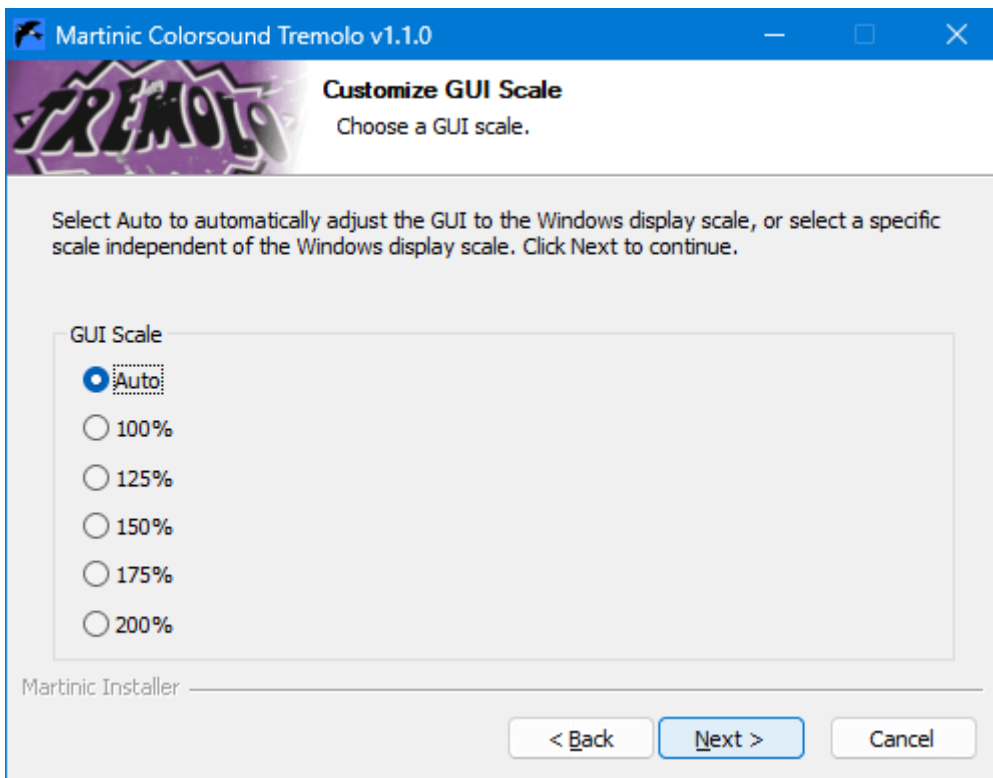 Martinic Colorsound Tremolo v1.1.0
TREMOLO
Customize GUI Scale
Choose a GUI scale.
Select Auto to automatically adjust the GUI to the Windows display scale, or select a specific
scale independent of the Windows display scale. Click Next to continue.
GUI Scale
Auto
100%
125%
150%
175%
200%
Martinic Installer
< Back
Next >
Cancel